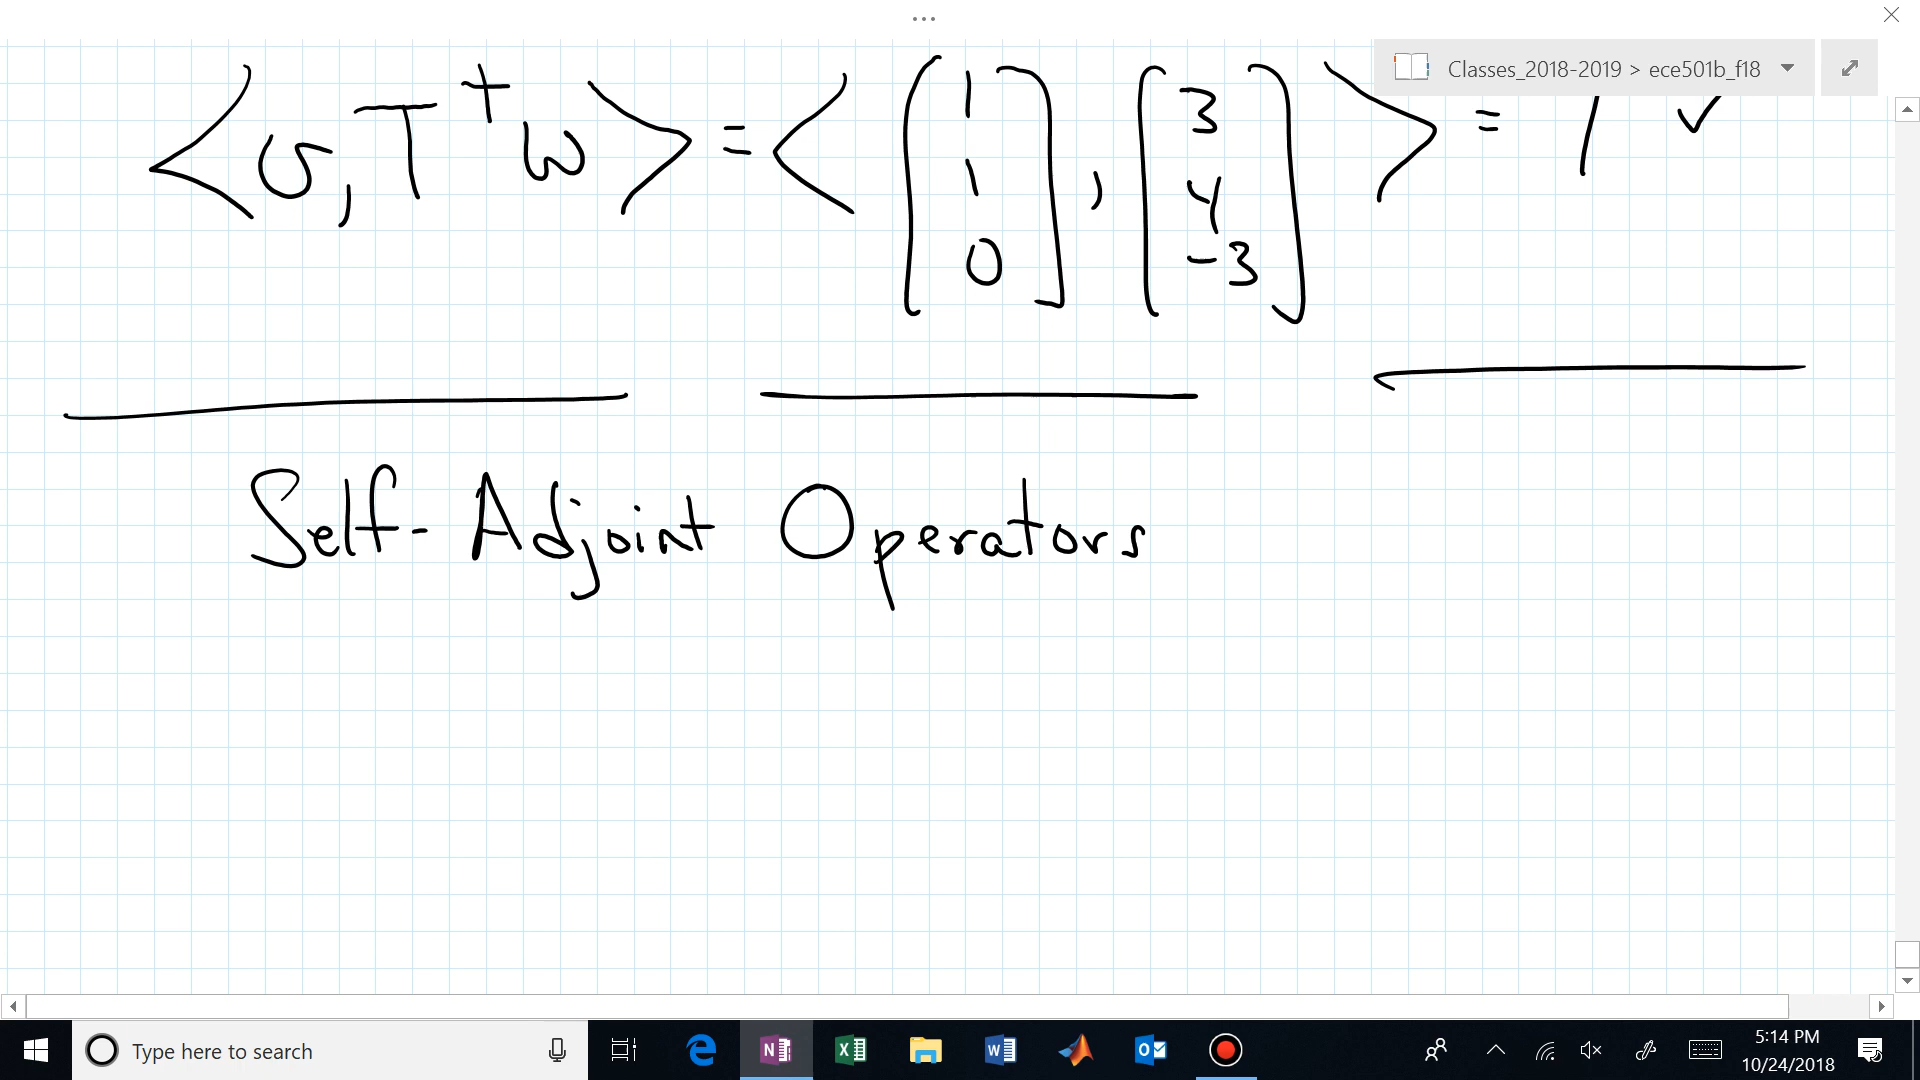 ...
Classes_2018-2019 > ece501b_f18
<v, T⁺w> = <[1 1 0], [3 4 -3]> = 7 ✓
Self-Adjoint Operators
Type here to search
5:14 PM
10/24/2018